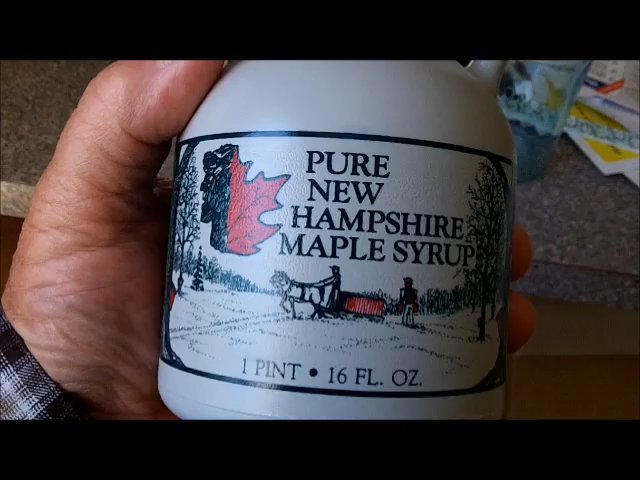 PURE
NEW
HAMPSHIRE
MAPLE SYRUP
1 PINT • 16 FL. OZ.